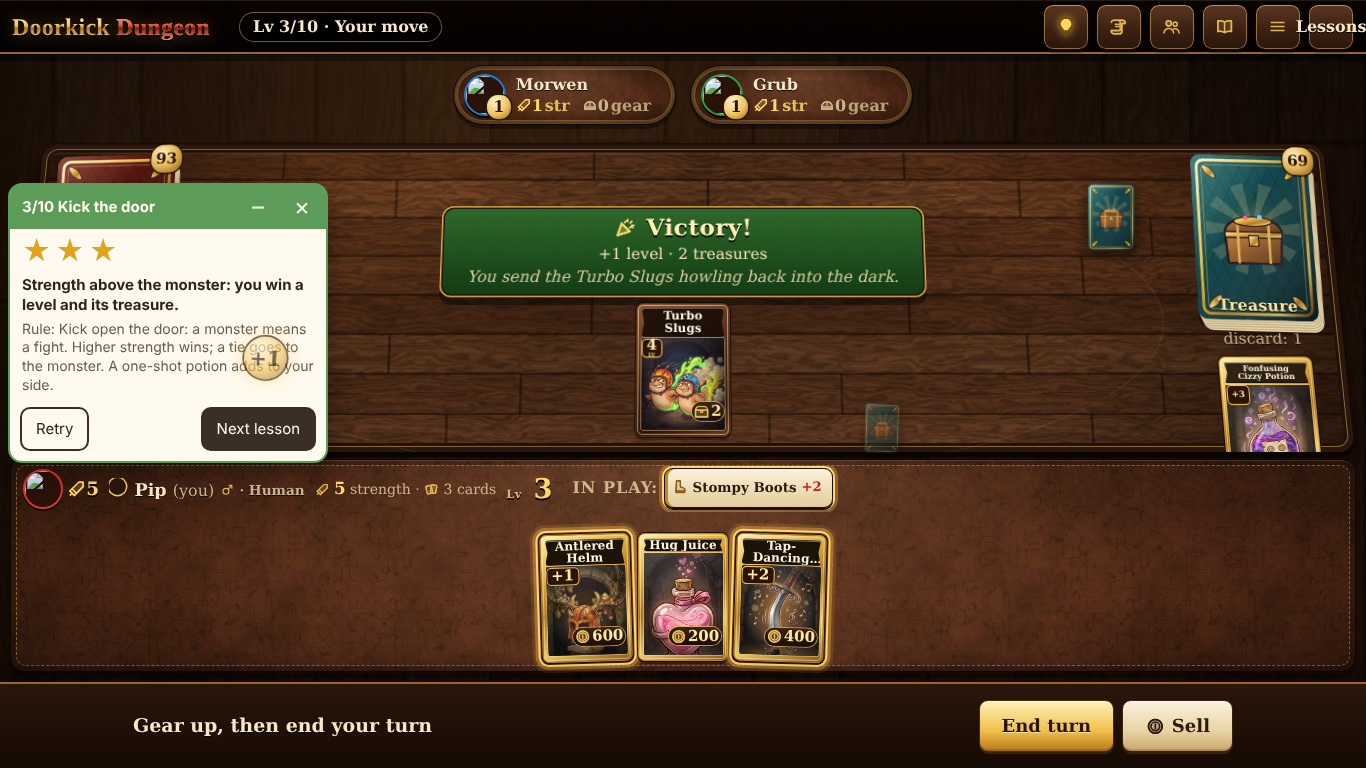 Doorkick Dungeon
Lv 3/10 · Your move
Lessons
Morwen
1
1 str
0 gear
Grub
1
1 str
0 gear
93
69
Treasure
discard: 1
Fonfusing
Cizzy Potion
+3
3/10 Kick the door
Strength above the monster: you win a
level and its treasure.
Rule: Kick open the door: a monster means
a fight. Higher strength wins; a tie goes to
the monster. A one-shot potion adds to your
side.
+1
Retry
Next lesson
Victory!
+1 level · 2 treasures
You send the Turbo Slugs howling back into the dark.
Turbo
Slugs
4
2
5
Pip (you) ♂ · Human
5 strength · 3 cards
Lv 3
IN PLAY:
Stompy Boots +2
Antlered
Helm
+1
600
Hug Juice
200
Tap-
Dancing...
+2
400
Gear up, then end your turn
End turn
Sell